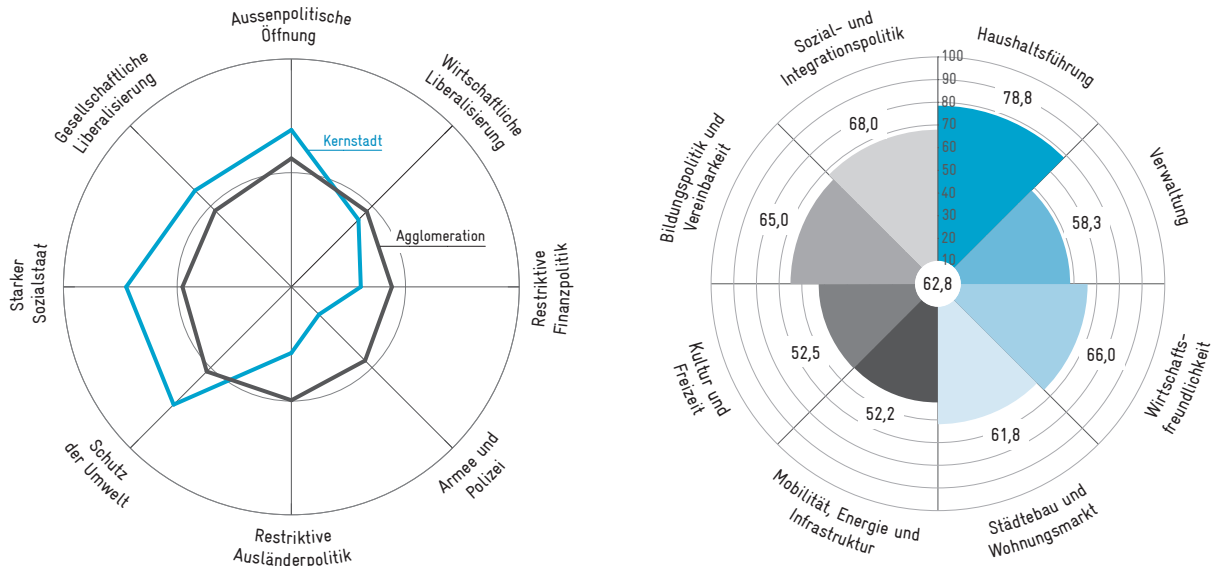 Aussenpolitische
Öffnung
Wirtschaftliche
Liberalisierung
Restriktive
Finanzpolitik
Armee und
Polizei
Restriktive
Ausländerpolitik
Schutz
der Umwelt
Starker
Sozialstaat
Gesellschaftliche
Liberalisierung
Kernstadt
Agglomeration
Haushaltsführung
78,8
Verwaltung
58,3
Wirtschafts-
freundlichkeit
66,0
Städtebau und
Wohnungsmarkt
61,8
Mobilität, Energie und
Infrastruktur
52,2
Kultur und
Freizeit
52,5
Bildungspolitik und
Vereinbarkeit
65,0
Sozial- und
Integrationspolitik
68,0
100
90
80
70
60
50
40
30
20
10
62,8